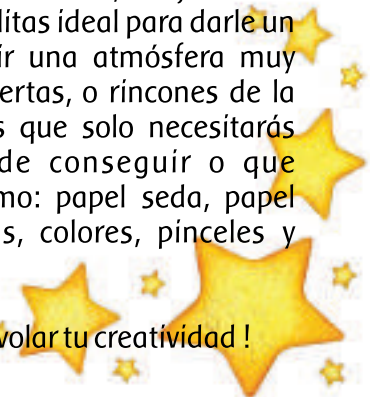 litas ideal para darle un
ir una atmósfera muy
ertas, o rincones de la
s que solo necesitarás
de conseguir o que
mo: papel seda, papel
s, colores, pinceles y
volar tu creatividad !